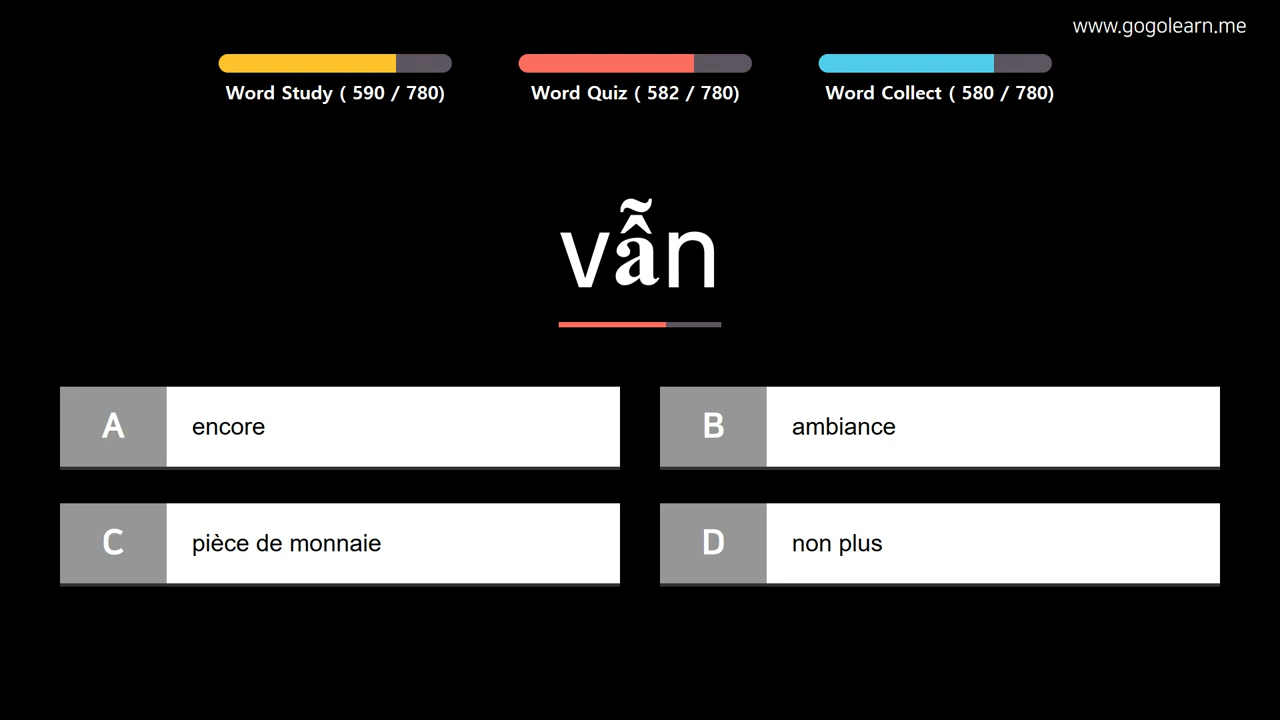 www.gogolearn.me
Word Study ( 590 / 780)
Word Quiz ( 582 / 780)
Word Collect ( 580 / 780)
vẫn
A
encore
B
ambiance
C
pièce de monnaie
D
non plus